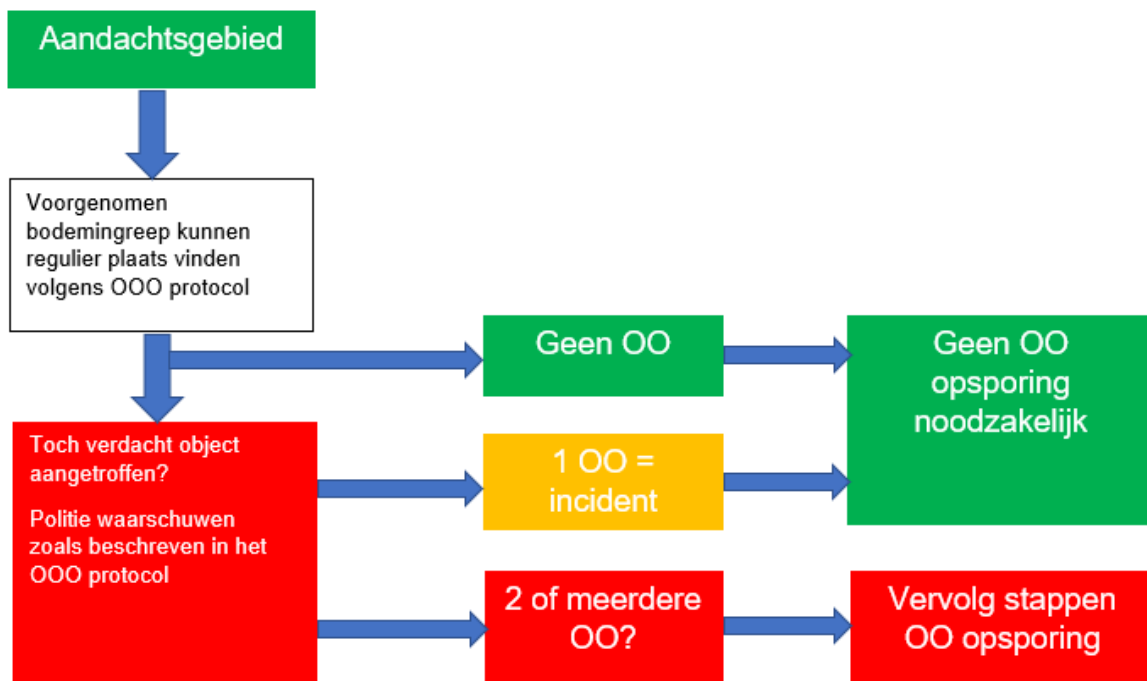 Aandachtsgebied
Voorgenomen
bodemingreep kunnen
regulier plaats vinden
volgens OOO protocol
Geen OO
Geen OO
opsporing
noodzakelijk
Toch verdacht object
aangetroffen?
Politie waarschuwen
zoals beschreven in het
OOO protocol
1 OO =
incident
2 of meerdere
OO?
Vervolg stappen
OO opsporing